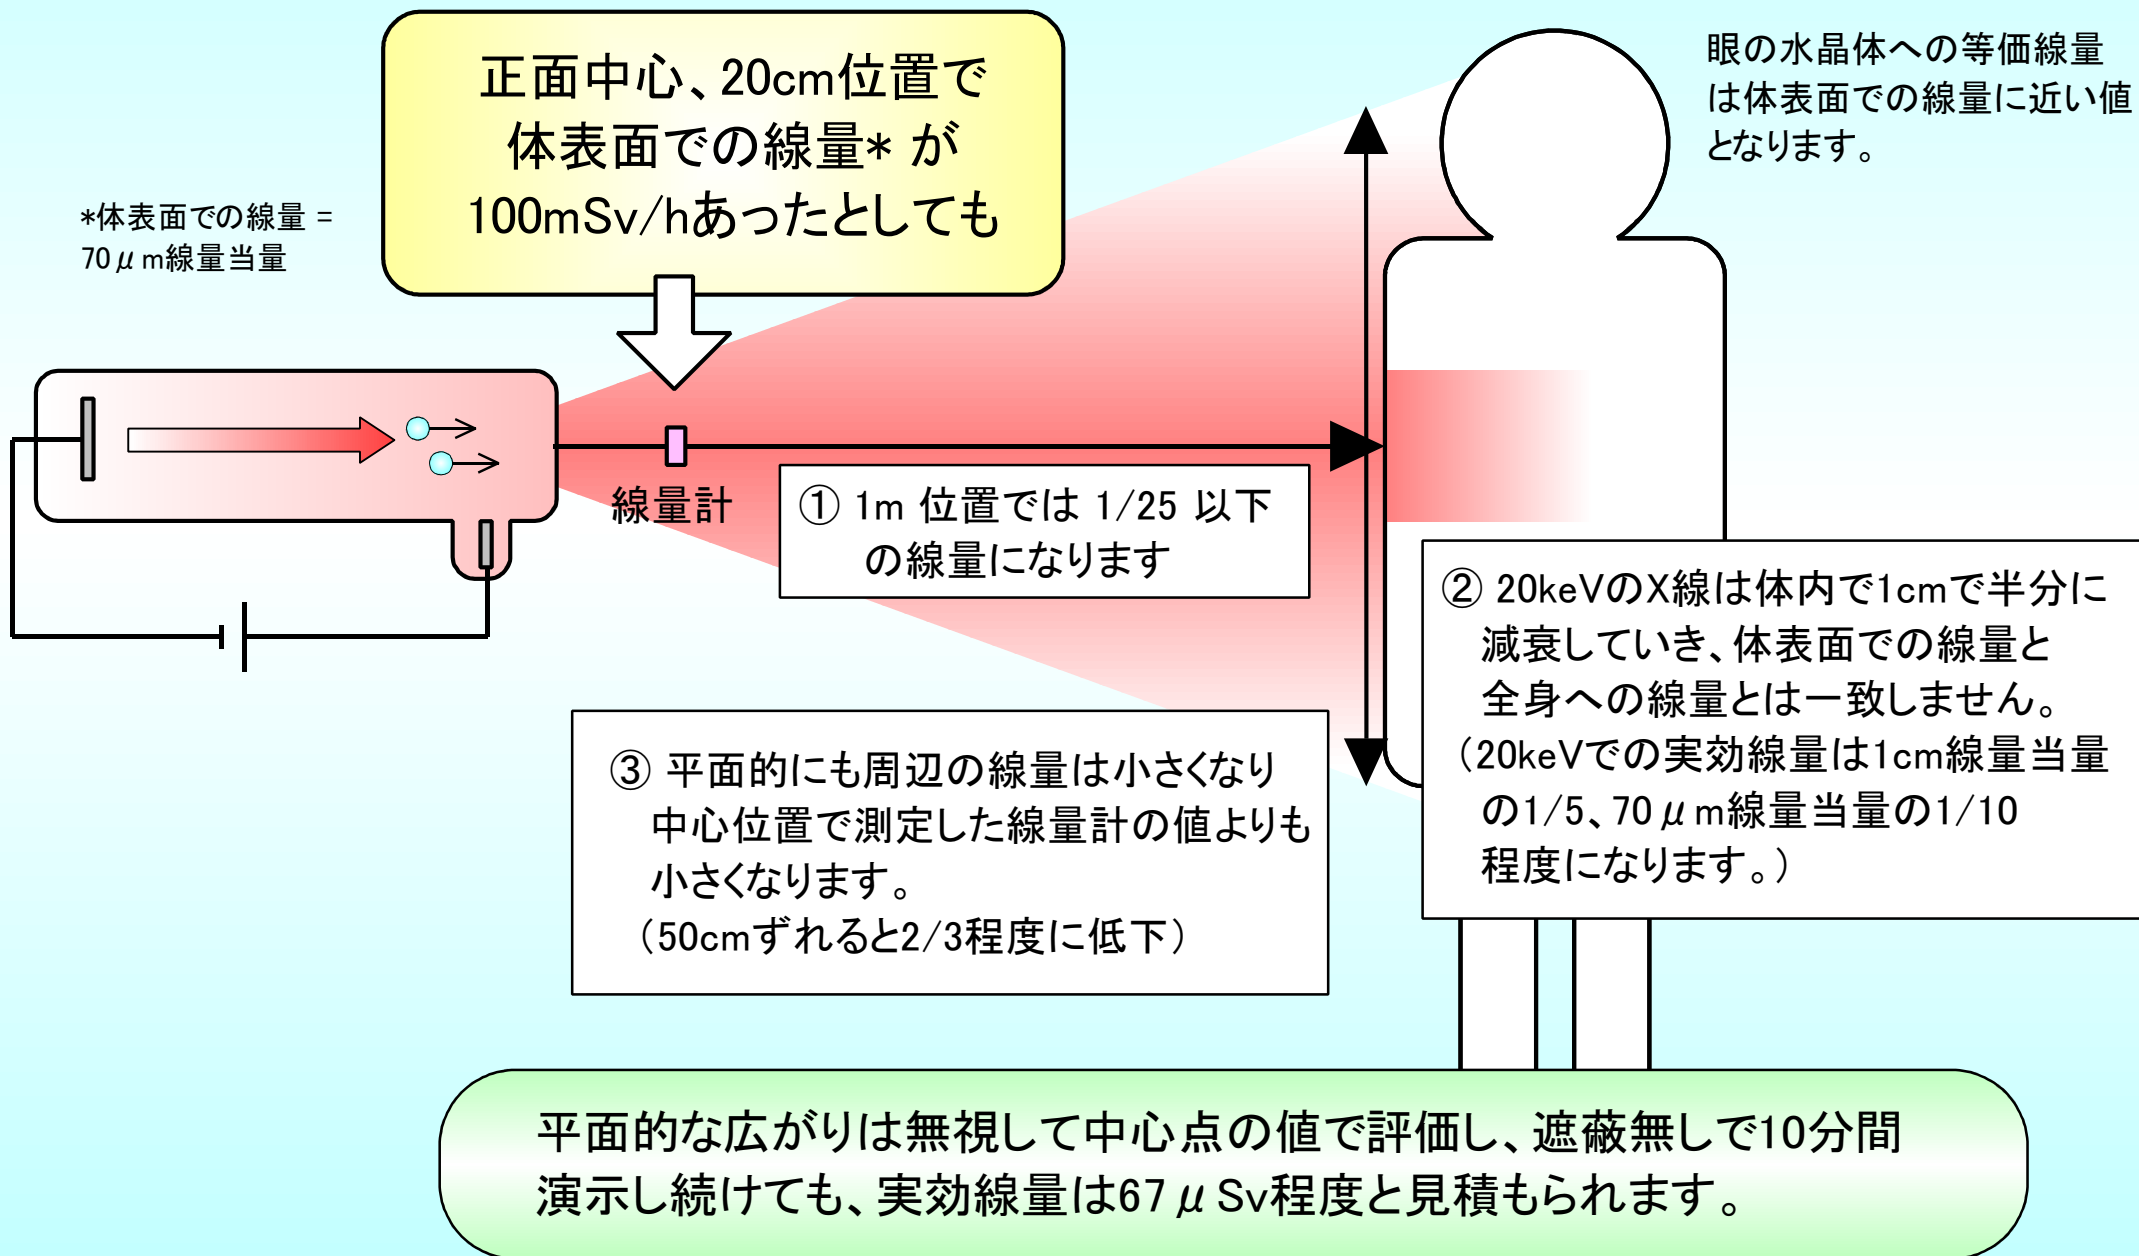 正面中心、20cm位置で
体表面での線量* が
100mSv/hあったとしても
眼の水晶体への等価線量
は体表面での線量に近い値
となります。
*体表面での線量 =
70μm線量当量
線量計
① 1m 位置では 1/25 以下
の線量になります
② 20keVのX線は体内で1cmで半分に
減衰していき、体表面での線量と
全身への線量とは一致しません。
（20keVでの実効線量は1cm線量当量
の1/5、70μm線量当量の1/10
程度になります。）
③ 平面的にも周辺の線量は小さくなり
中心位置で測定した線量計の値よりも
小さくなります。
（50cmずれると2/3程度に低下）
平面的な広がりは無視して中心点の値で評価し、遮蔽無しで10分間
演示し続けても、実効線量は67μSv程度と見積もられます。